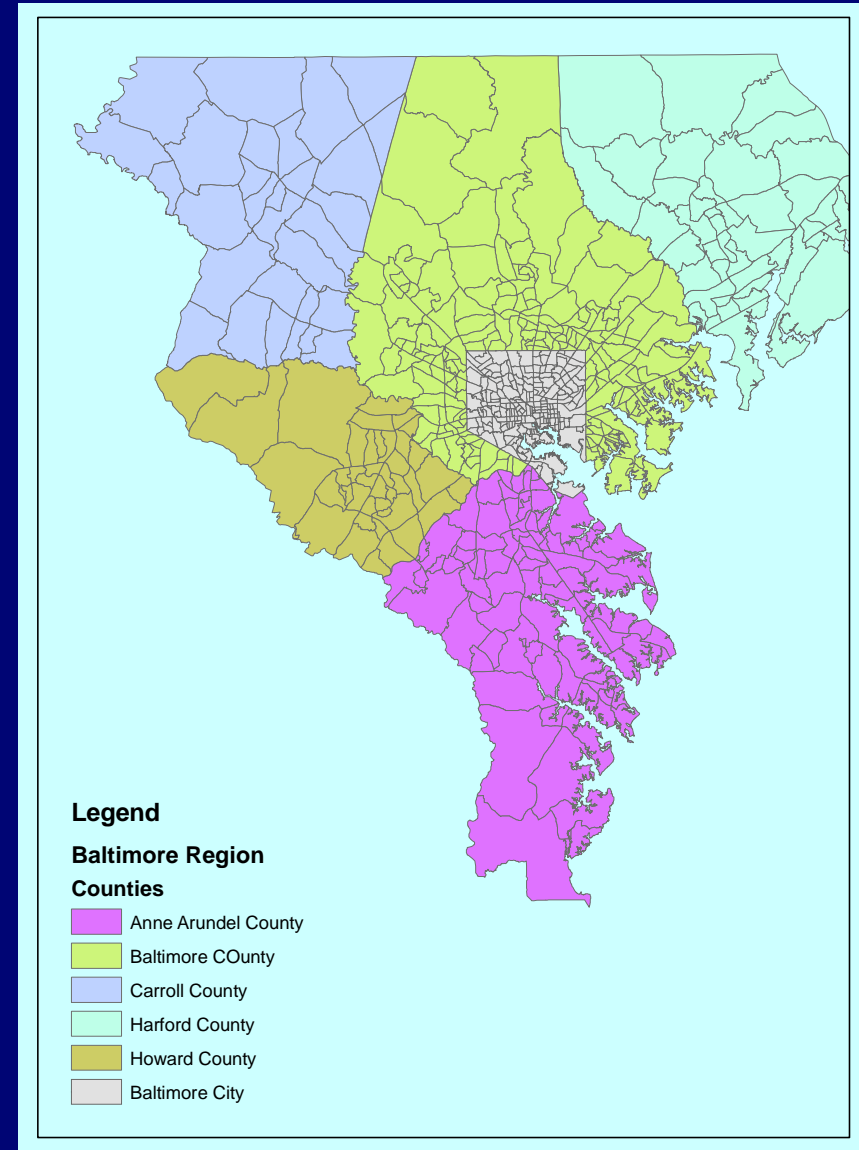 Legend
Baltimore Region
Counties
Anne Arundel County
Baltimore COunty
Carroll County
Harford County
Howard County
Baltimore City